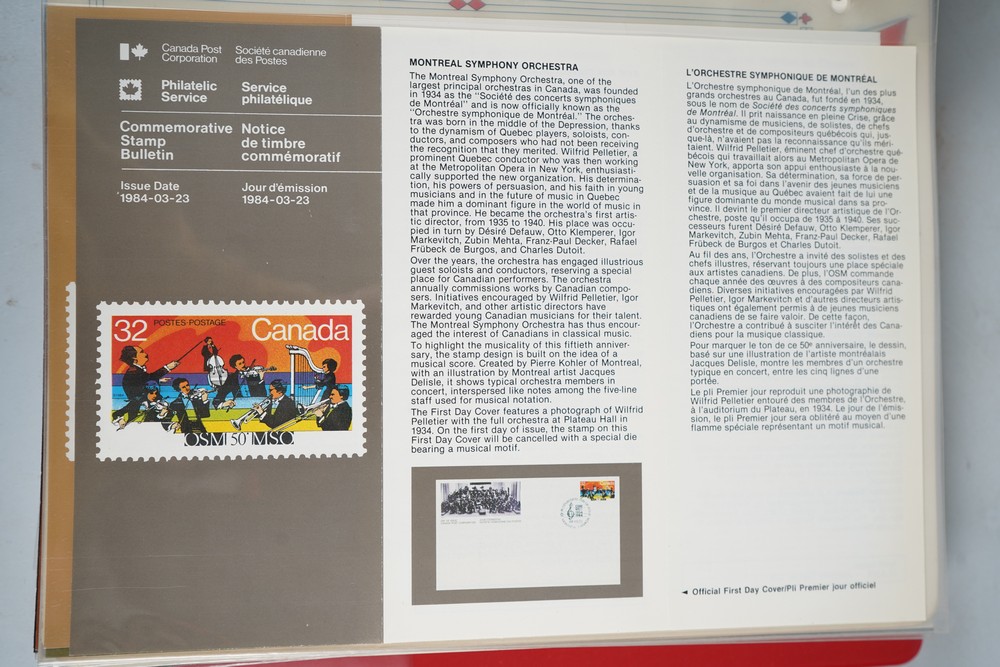 Canada Post
Corporation
Société canadienne
des Postes
Philatelic
Service
Service
philatélique
Commemorative
Stamp
Bulletin
Notice
de timbre
commémoratif
Issue Date
1984-03-23
Jour d'émission
1984-03-23
32
POSTES-POSTAGE
Canada
OSM 50 MSO
MONTREAL SYMPHONY ORCHESTRA
The Montreal Symphony Orchestra, one of the
largest principal orchestras in Canada, was founded
in 1934 as the "Société des concerts symphoniques
de Montréal" and is now officially known as the
"Orchestre symphonique de Montréal." The orches-
tra was born in the middle of the Depression, thanks
to the dynamism of Quebec players, soloists, con-
ductors, and composers who had not been receiving
the recognition that they merited. Wilfrid Pelletier, a
prominent Quebec conductor who was then working
at the Metropolitan Opera in New York, enthusiasti-
cally supported the new organization. His determina-
tion, his powers of persuasion, and his faith in young
musicians and in the future of music in Quebec
made him a dominant figure in the world of music in
that province. He became the orchestra's first artis-
tic director, from 1935 to 1940. His place was occu-
pied in turn by Désiré Defauw, Otto Klemperer, Igor
Markevitch, Zubin Mehta, Franz-Paul Decker, Rafael
Frübeck de Burgos, and Charles Dutoit.
Over the years, the orchestra has engaged illustrious
guest soloists and conductors, reserving a special
place for Canadian performers. The orchestra
annually commissions works by Canadian compo-
sers. Initiatives encouraged by Wilfrid Pelletier, Igor
Markevitch, and other artistic directors have
rewarded young Canadian musicians for their talent.
The Montreal Symphony Orchestra has thus encour-
aged the interest of Canadians in classical music.
To highlight the musicality of this fiftieth anniver-
sary, the stamp design is built on the idea of a
musical score. Created by Pierre Kohler of Montreal,
with an illustration by Montreal artist Jacques
Delisle, it shows typical orchestra members in
concert, interspersed like notes among the five-line
staff used for musical notation.
The First Day Cover features a photograph of Wilfrid
Pelletier with the full orchestra at Plateau Hall in
1934. On the first day of issue, the stamp on this
First Day Cover will be cancelled with a special die
bearing a musical motif.
L'ORCHESTRE SYMPHONIQUE DE MONTRÉAL
L'Orchestre symphonique de Montréal, l'un des plus
grands orchestres au Canada, fut fondé en 1934,
sous le nom de Société des concerts symphoniques
de Montréal. Il prit naissance en pleine Crise, grâce
au dynamisme de musiciens, de solistes, de chefs
d'orchestre et de compositeurs québécois qui, jus-
que-là, n'avaient pas la reconnaissance qu'ils méri-
taient. Wilfrid Pelletier, éminent chef d'orchestre qué-
bécois qui travaillait alors au Metropolitan Opera de
New York, apporta son appui enthousiaste à la nou-
velle organisation. Sa détermination, sa force de per-
suasion et sa foi dans l'avenir des jeunes musiciens
et de la musique au Québec avaient fait de lui une
figure dominante du monde musical dans sa pro-
vince. Il devint le premier directeur artistique de l'Or-
chestre, poste qu'il occupa de 1935 à 1940. Ses suc-
cesseurs furent Désiré Defauw, Otto Klemperer, Igor
Markevitch, Zubin Mehta, Franz-Paul Decker, Rafael
Frübeck de Burgos et Charles Dutoit.
Au fil des ans, l'Orchestre a invité des solistes et des
chefs illustres, réservant toujours une place spéciale
aux artistes canadiens. De plus, l'OSM commande
chaque année des œuvres à des compositeurs cana-
diens. Diverses initiatives encouragées par Wilfrid
Pelletier, Igor Markevitch et d'autres directeurs artis-
tiques ont également permis à de jeunes musiciens
canadiens de se faire valoir. De cette façon,
l'Orchestre a contribué à susciter l'intérêt des Cana-
diens pour la musique classique.
Pour marquer le ton de ce 50e anniversaire, le dessin,
basé sur une illustration de l'artiste montréalais
Jacques Delisle, montre les membres d'un orchestre
typique en concert, entre les cinq lignes d'une
portée.
Le pli Premier jour reproduit une photographie de
Wilfrid Pelletier entouré des membres de l'Orchestre,
à l'auditorium du Plateau, en 1934. Le jour de l'émis-
sion, le pli Premier jour sera oblitéré au moyen d'une
flamme spéciale représentant un motif musical.
◄ Official First Day Cover/Pli Premier jour officiel